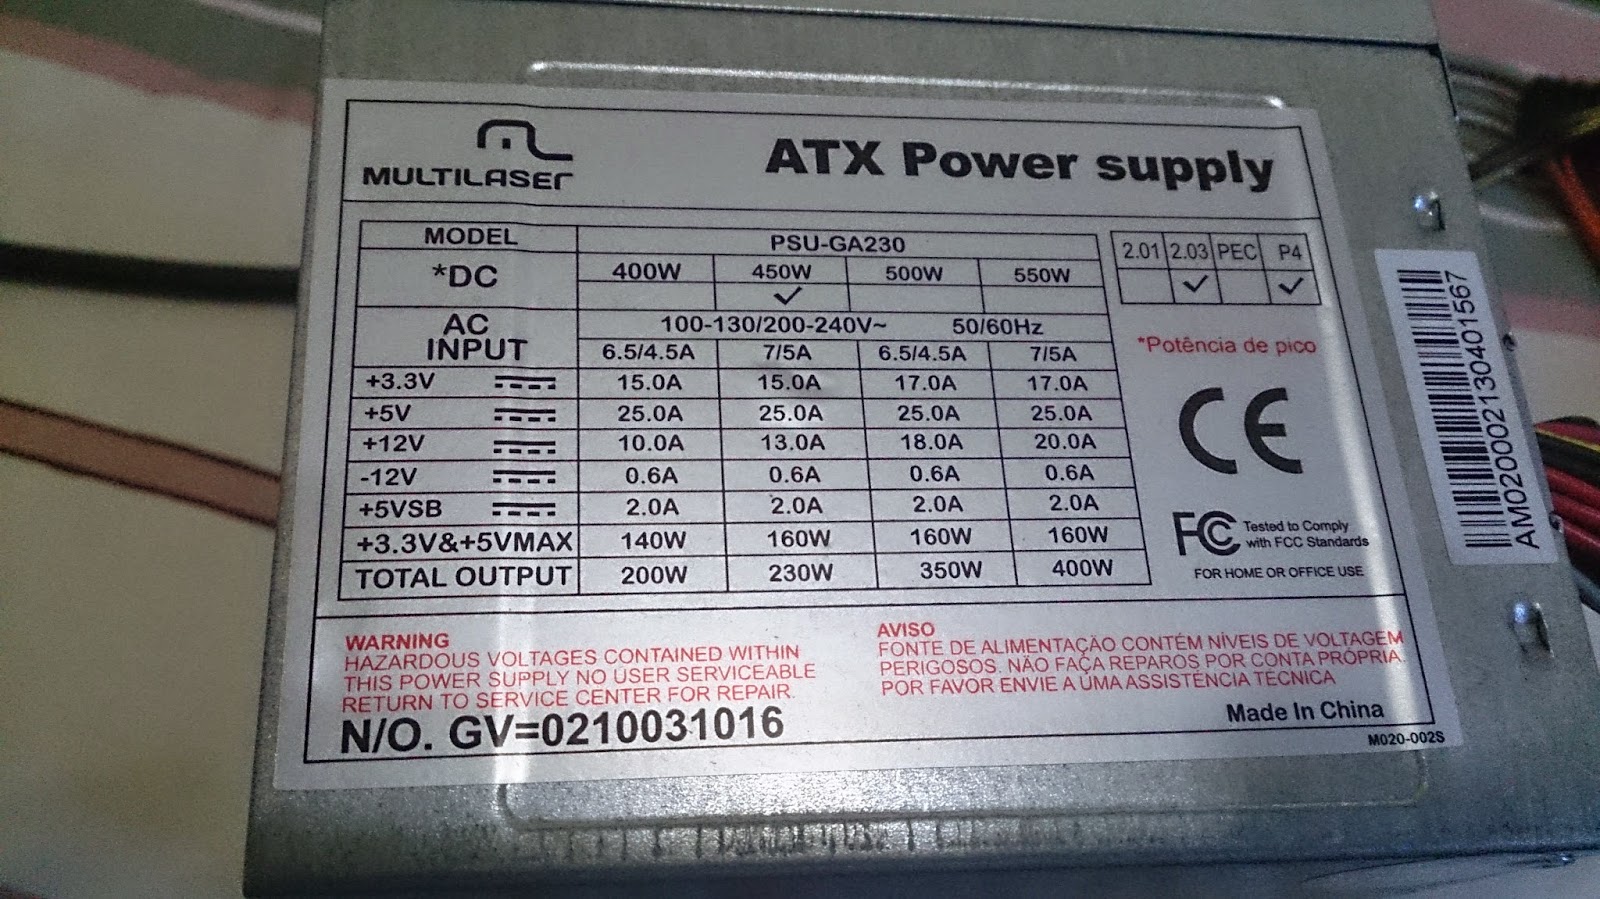 MULTILASER
ATX Power supply
MODEL PSU-GA230
*DC 400W 450W 500W 550W
✓
AC INPUT 100-130/200-240V~ 50/60Hz
6.5/4.5A 7/5A 6.5/4.5A 7/5A
+3.3V 15.0A 15.0A 17.0A 17.0A
+5V 25.0A 25.0A 25.0A 25.0A
+12V 10.0A 13.0A 18.0A 20.0A
-12V 0.6A 0.6A 0.6A 0.6A
+5VSB 2.0A 2.0A 2.0A 2.0A
+3.3V&+5VMAX 140W 160W 160W 160W
TOTAL OUTPUT 200W 230W 350W 400W
2.01 2.03 PEC P4
✓ ✓
*Potência de pico
CE
FCC Tested to Comply
with FCC Standards
FOR HOME OR OFFICE USE
WARNING
HAZARDOUS VOLTAGES CONTAINED WITHIN
THIS POWER SUPPLY NO USER SERVICEABLE
RETURN TO SERVICE CENTER FOR REPAIR.
AVISO
FONTE DE ALIMENTAÇÃO CONTÉM NÍVEIS DE VOLTAGEM
PERIGOSOS. NÃO FAÇA REPAROS POR CONTA PRÓPRIA.
POR FAVOR ENVIE A UMA ASSISTÊNCIA TÉCNICA
N/O. GV=0210031016
Made In China
M020-002S
AM020002130401567